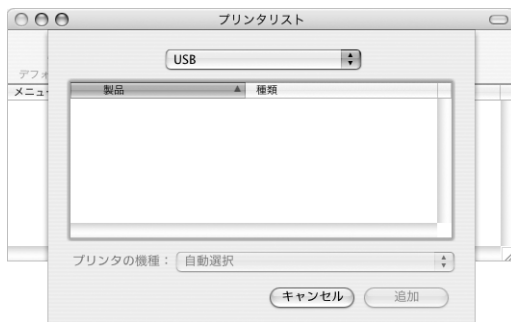 プリンタリスト
USB
デフォ
メニュー
製品 種類
プリンタの機種： 自動選択
キャンセル 追加